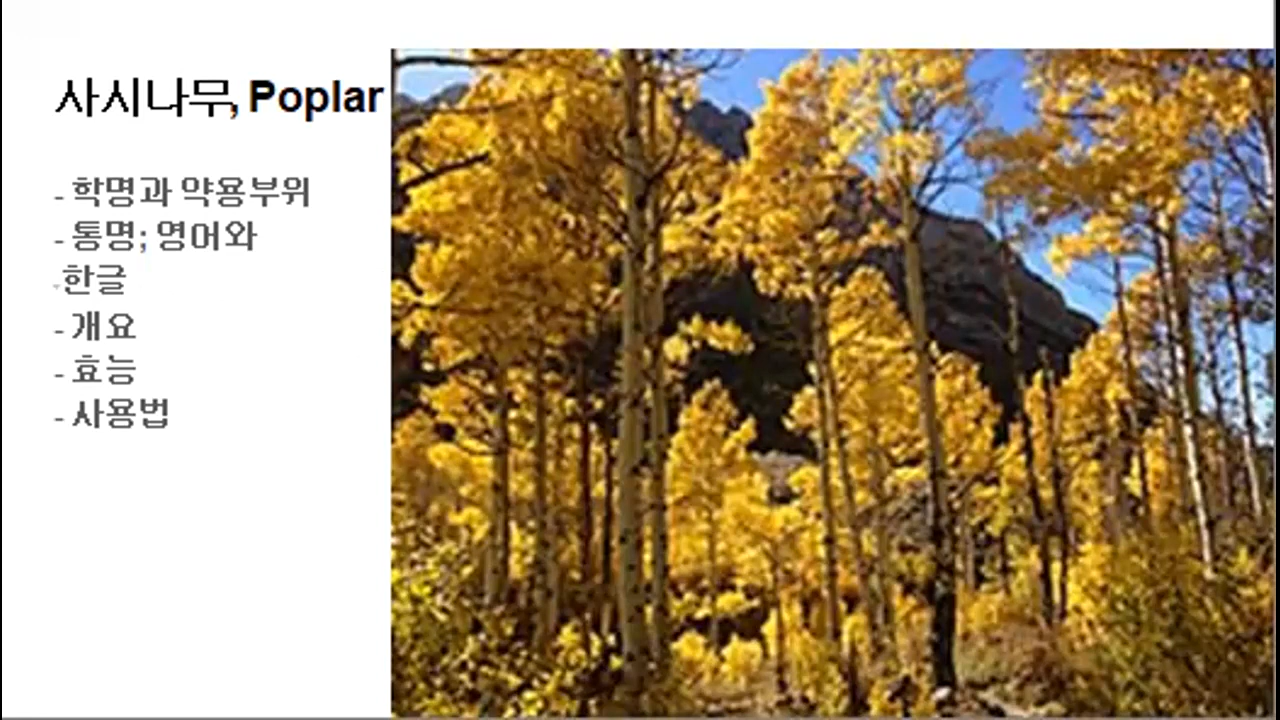 사시나무, Poplar
- 학명과 약용부위
- 통명; 영어와
-한글
- 개요
- 효능
- 사용법